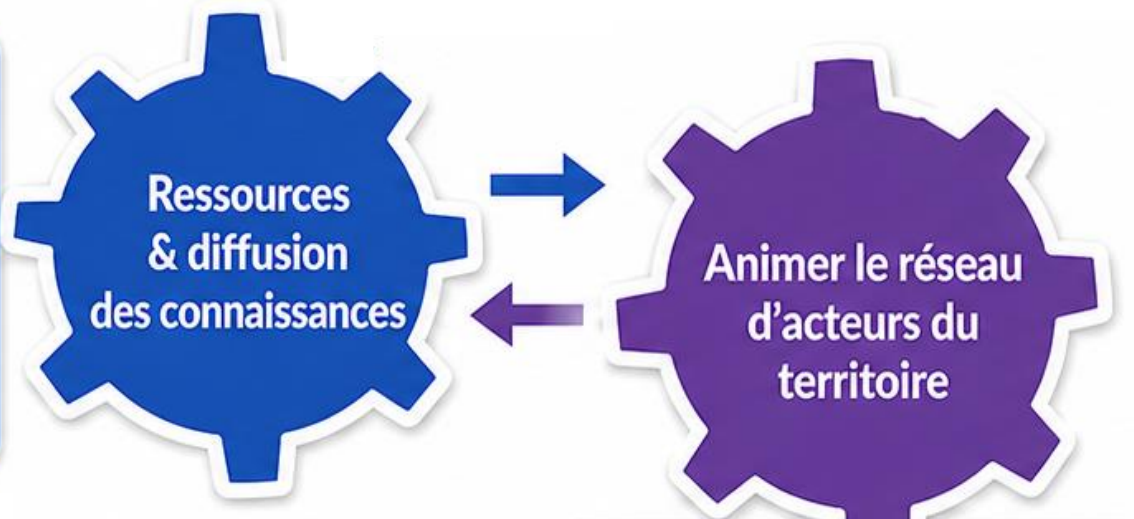 Ressources
& diffusion
des connaissances
Animer le réseau
d'acteurs du
territoire